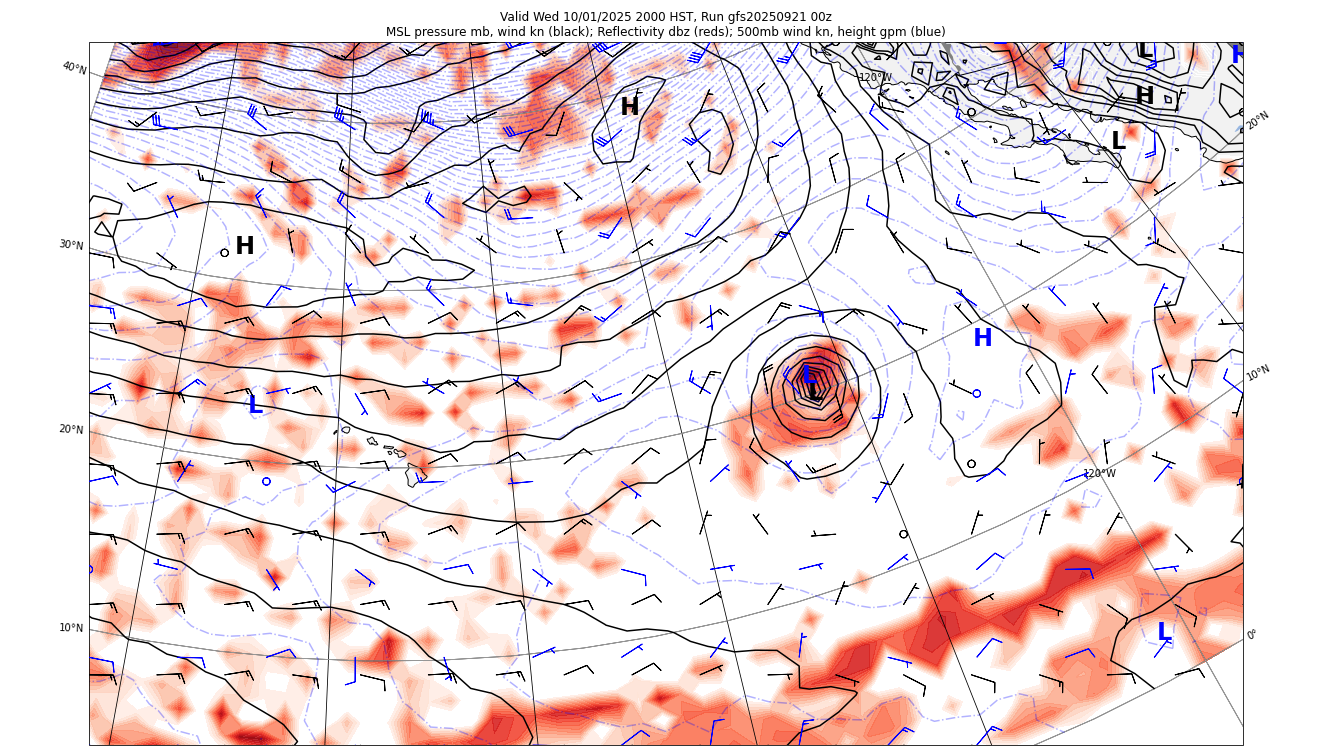 Valid Wed 10/01/2025 2000 HST, Run gfs20250921 00z
MSL pressure mb, wind kn (black); Reflectivity dbz (reds); 500mb wind kn, height gpm (blue)
L
H
40°N
120°W
H
H
L
20°N
30°N
H
H
L
L
10°N
L
20°N
120°W
10°N
L
0°